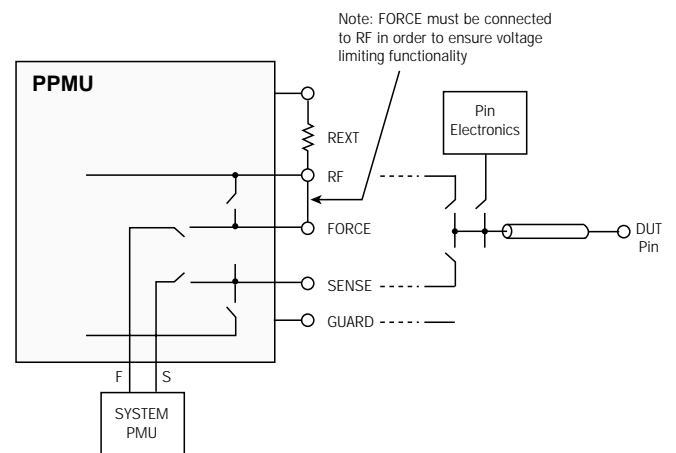 Note: FORCE must be connected
to RF in order to ensure voltage
limiting functionality
PPMU
Pin
Electronics
REXT
RF
FORCE
DUT
Pin
SENSE
GUARD
F
S
SYSTEM
PMU